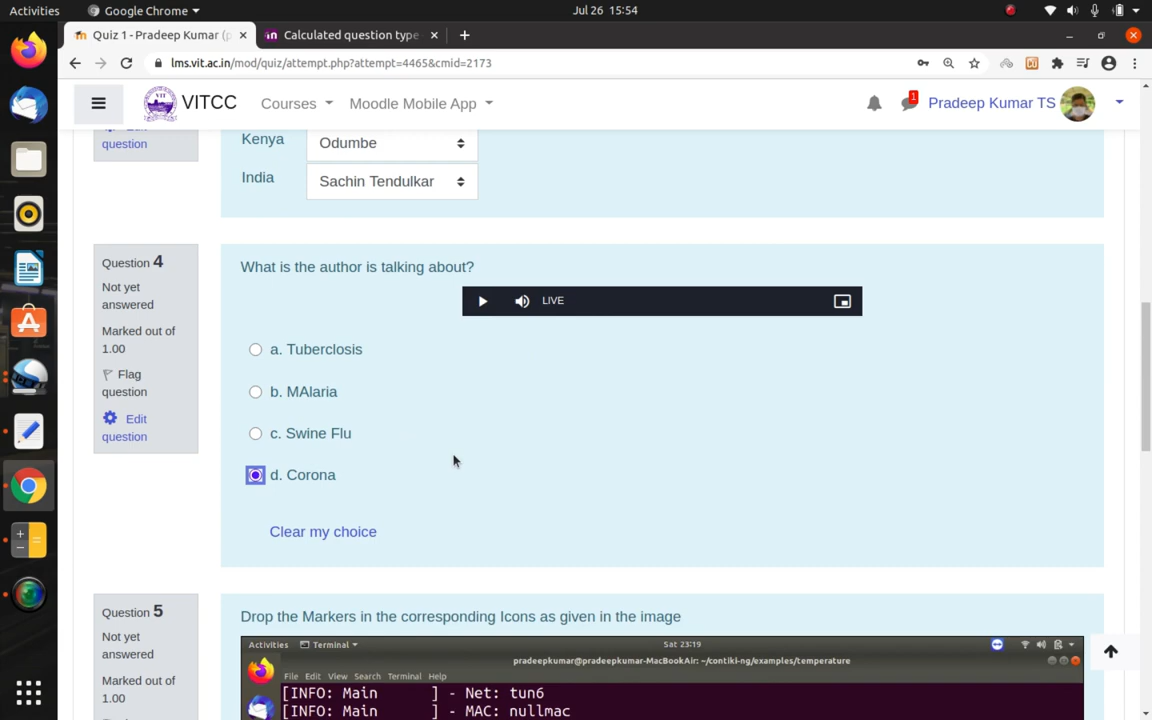 Activities
Google Chrome
Jul 26 15:54
Quiz 1 - Pradeep Kumar (p
Calculated question type
lms.vit.ac.in/mod/quiz/attempt.php?attempt=4465&cmid=2173
VITCC
Courses
Moodle Mobile App
1
Pradeep Kumar TS
question
Kenya
Odumbe
India
Sachin Tendulkar
Question 4
Not yet
answered
Marked out of
1.00
Flag
question
Edit
question
What is the author is talking about?
LIVE
a. Tuberclosis
b. MAlaria
c. Swine Flu
d. Corona
Clear my choice
Question 5
Not yet
answered
Marked out of
1.00
Drop the Markers in the corresponding Icons as given in the image
Activities
Terminal
Sat 23:19
pradeepkumar@pradeepkumar-MacBookAir: ~/contiki-ng/examples/temperature
File Edit View Search Terminal Help
[INFO: Main ] - Net: tun6
[INFO: Main ] - MAC: nullmac